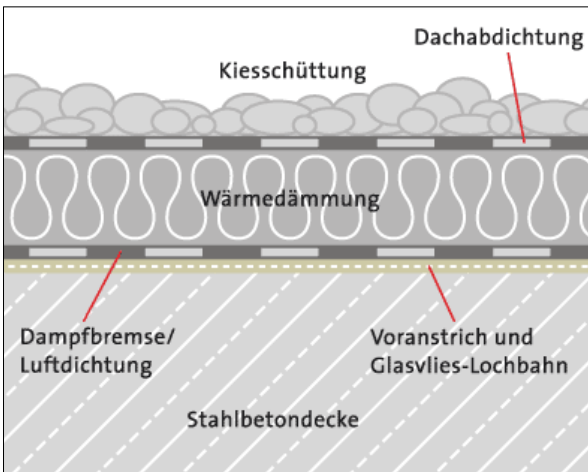 Dachabdichtung
Kiesschüttung
Wärmedämmung
Dampfbremse/
Luftdichtung
Voranstrich und
Glasvlies-Lochbahn
Stahlbetondecke